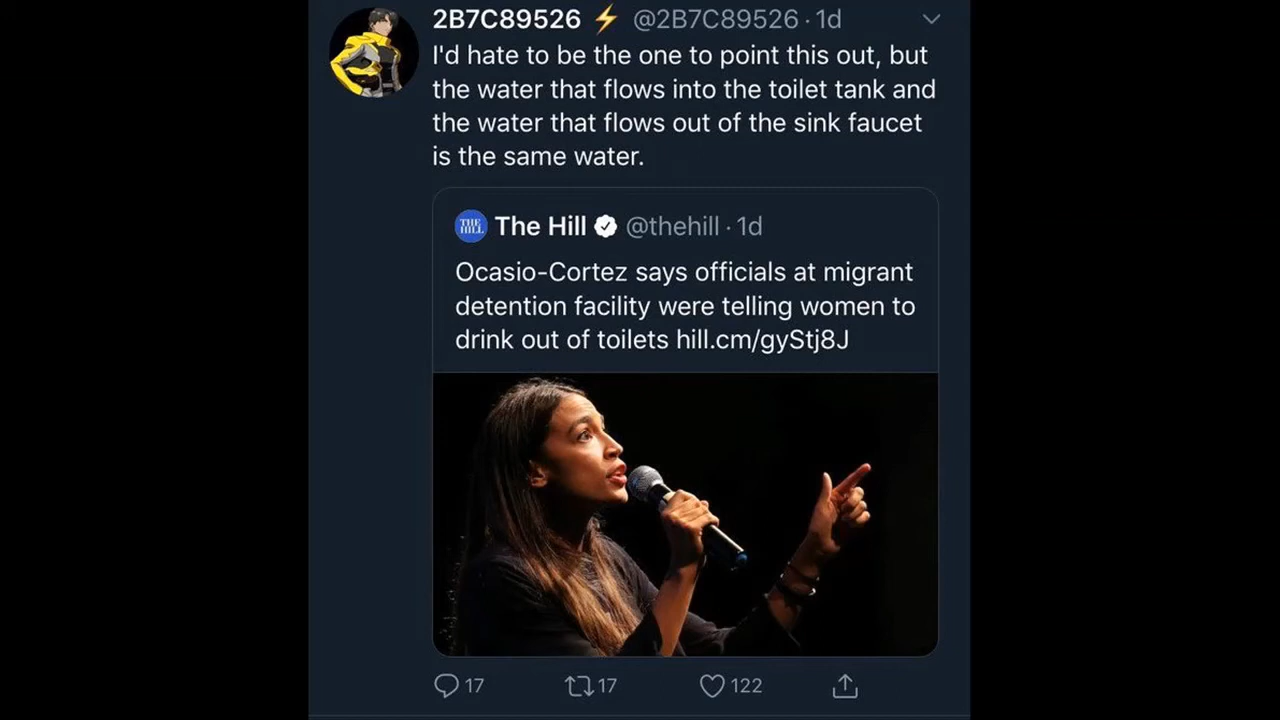 2B7C89526 ⚡ @2B7C89526 · 1d
I'd hate to be the one to point this out, but
the water that flows into the toilet tank and
the water that flows out of the sink faucet
is the same water.
THE
HILL
The Hill @thehill · 1d
Ocasio-Cortez says officials at migrant
detention facility were telling women to
drink out of toilets hill.cm/gyStj8J
17 17 122